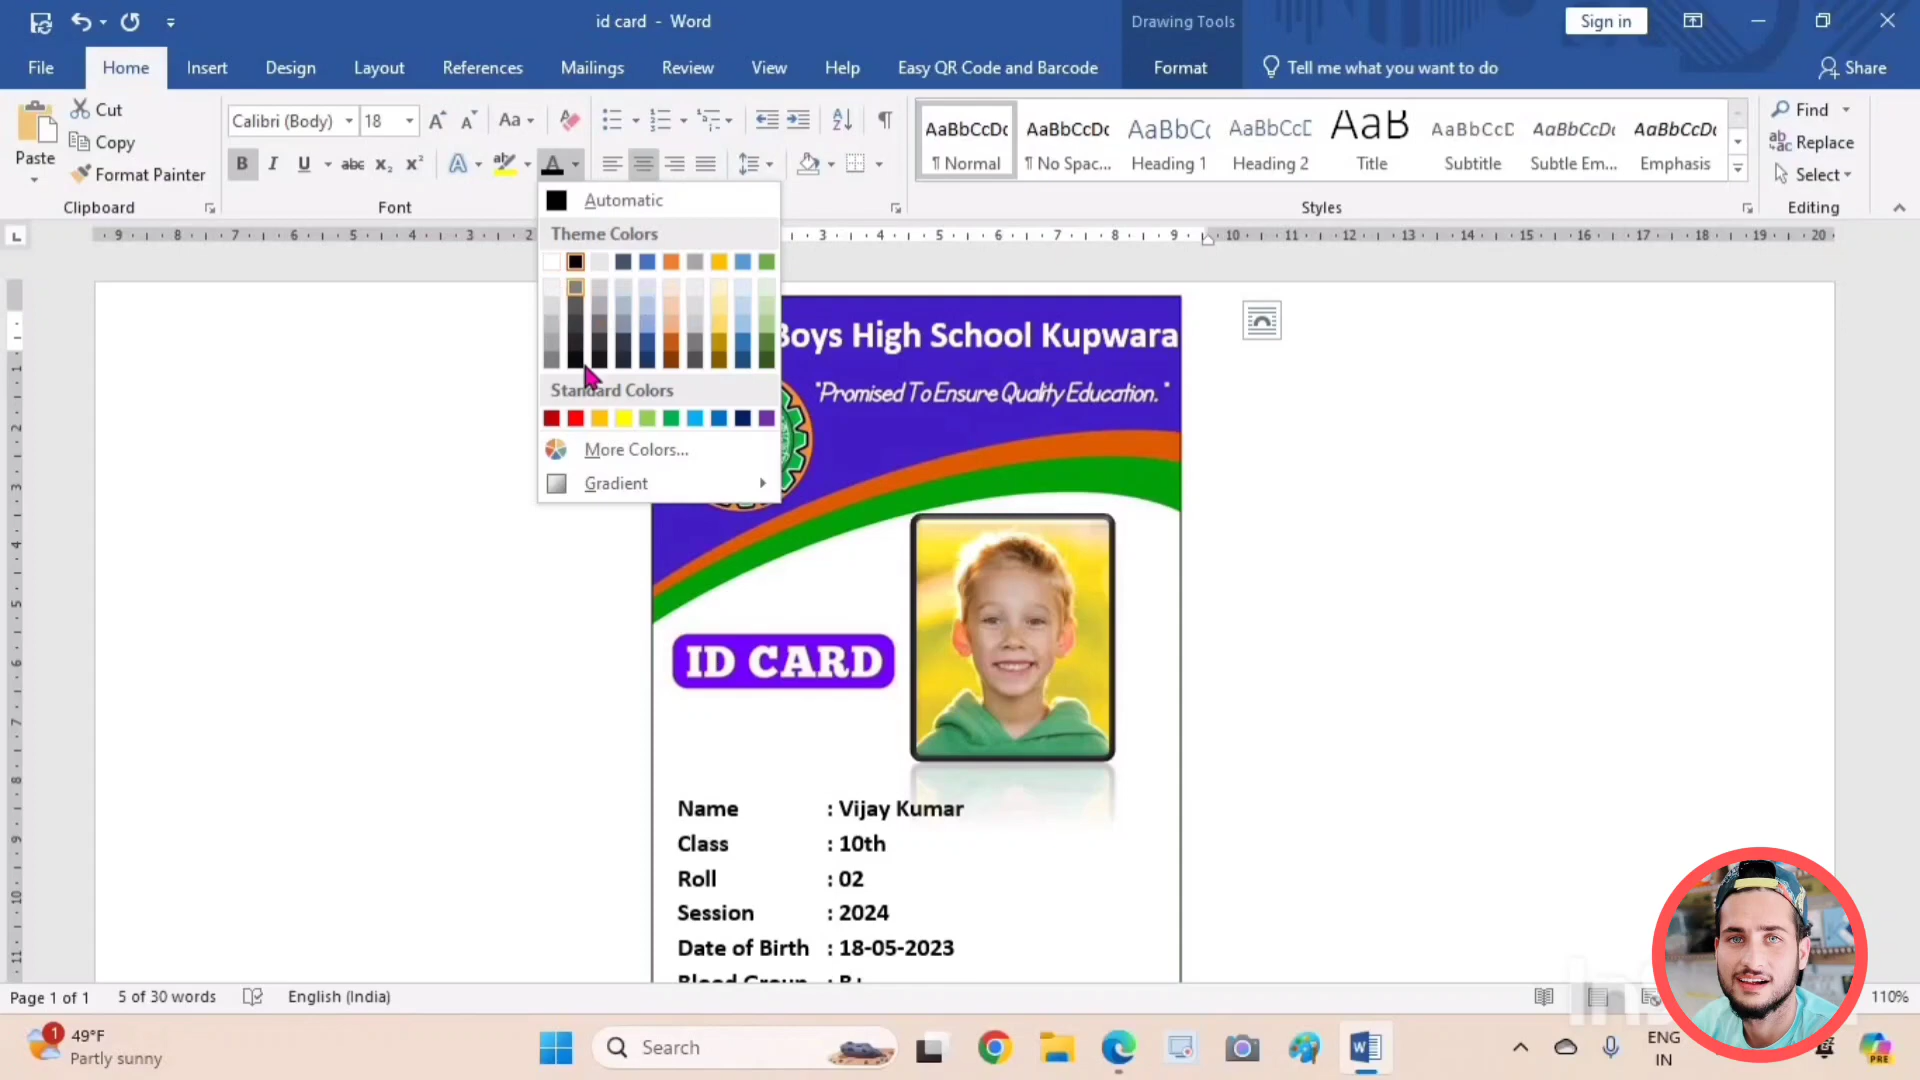 id card - Word
Drawing Tools
Sign in
File
Home
Insert
Design
Layout
References
Mailings
Review
View
Help
Easy QR Code and Barcode
Format
Tell me what you want to do
Share
Paste
Cut
Copy
Format Painter
Clipboard
Calibri (Body)
18
Font
AaBbCcDc
¶ Normal
AaBbCcDc
¶ No Spac...
AaBbCc
Heading 1
AaBbCcD
Heading 2
AaB
Title
AaBbCcD
Subtitle
AaBbCcDc
Subtle Em...
AaBbCcDc
Emphasis
Styles
Find
Replace
Select
Editing
Automatic
Theme Colors
Standard Colors
More Colors...
Gradient
Boys High School Kupwara
"Promised To Ensure Quality Education."
ID CARD
Name : Vijay Kumar
Class : 10th
Roll : 02
Session : 2024
Date of Birth : 18-05-2023
Blood Group : B+
Page 1 of 1
5 of 30 words
English (India)
110%
1
49°F
Partly sunny
Search
ENG
IN
PRE